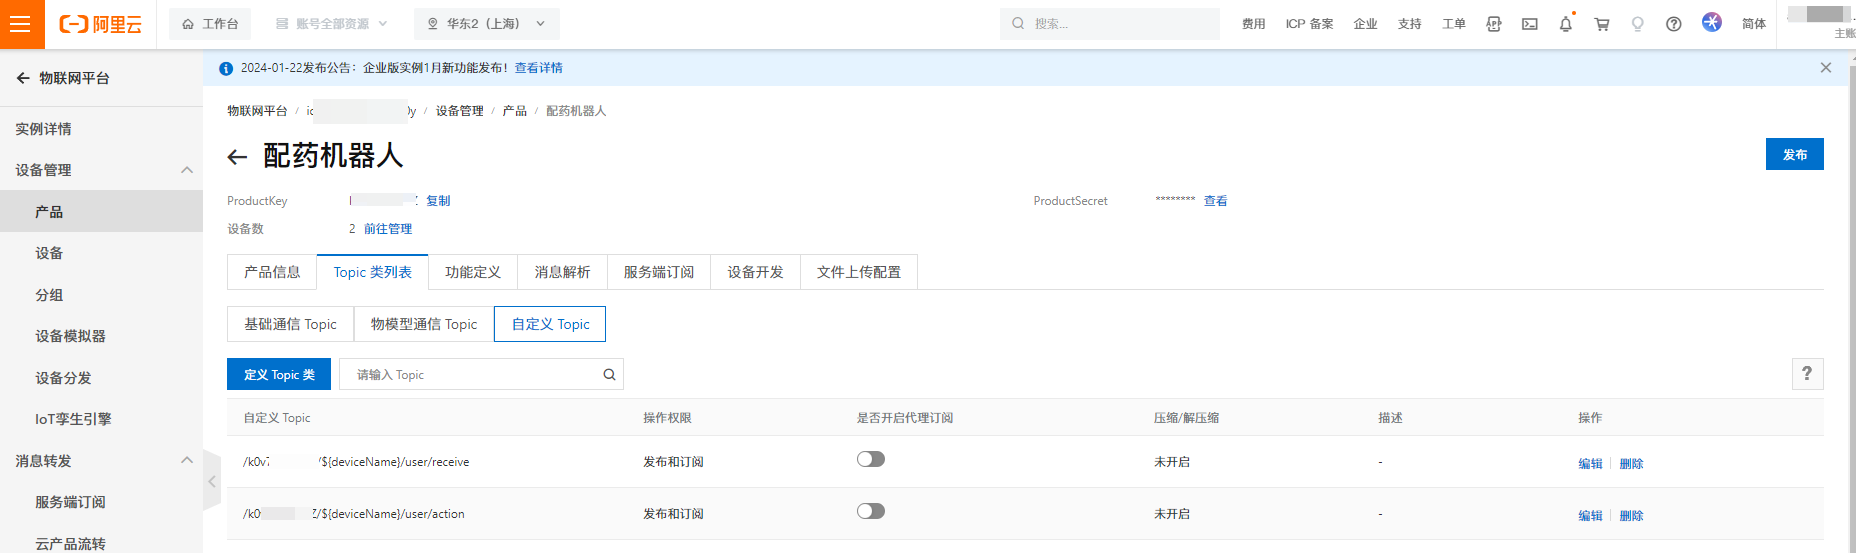 阿里云 工作台 账号全部资源 华东2（上海） 搜索... 费用 ICP 备案 企业 支持 工单 简体
主账
物联网平台
2024-01-22发布公告：企业版实例1月新功能发布！查看详情
物联网平台 / 设备管理 / 产品 / 配药机器人
实例详情
配药机器人
发布
设备管理
ProductKey 复制 ProductSecret ******** 查看
产品
设备数 2 前往管理
设备
产品信息 Topic 类列表 功能定义 消息解析 服务端订阅 设备开发 文件上传配置
分组
基础通信 Topic 物模型通信 Topic 自定义 Topic
设备模拟器
定义 Topic 类 请输入 Topic ?
设备分发
自定义 Topic 操作权限 是否开启代理订阅 压缩/解压缩 描述 操作
IoT孪生引擎
/${deviceName}/user/receive 发布和订阅 未开启 - 编辑 删除
消息转发
服务端订阅
/${deviceName}/user/action 发布和订阅 未开启 - 编辑 删除
云产品流转